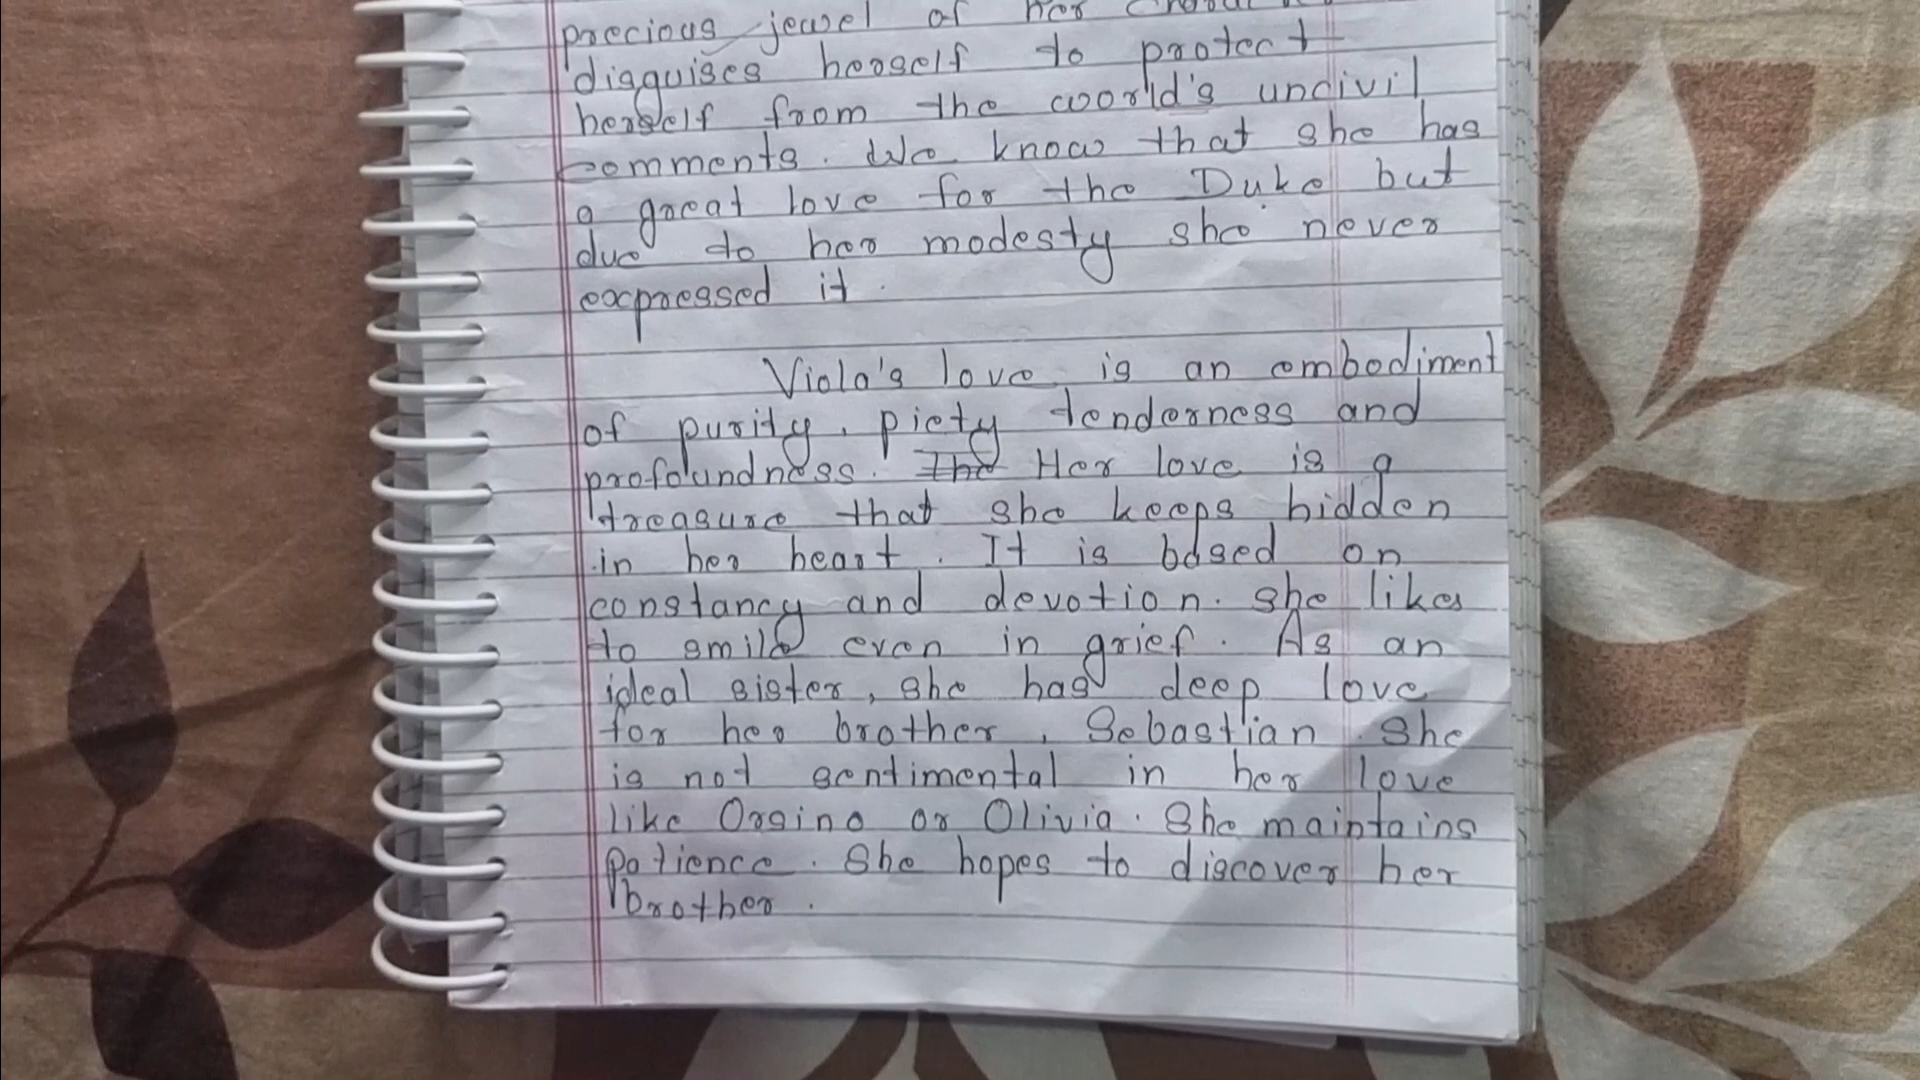 precious jewel of her
disguises herself to protect
herself from the world's uncivil
comments. We know that she has
a great love for the Duke but
due to her modesty she never
expressed it.
Viola's love is an embodiment
of purity, piety tenderness and
profoundness. The Her love is a
treasure that she keeps hidden
in her heart. It is based on
constancy and devotion. She likes
to smile even in grief. As an
ideal sister, she has deep love
for her brother, Sebastian. She
is not sentimental in her love
like Orsino or Olivia. She maintains
patience. She hopes to discover her
brother.